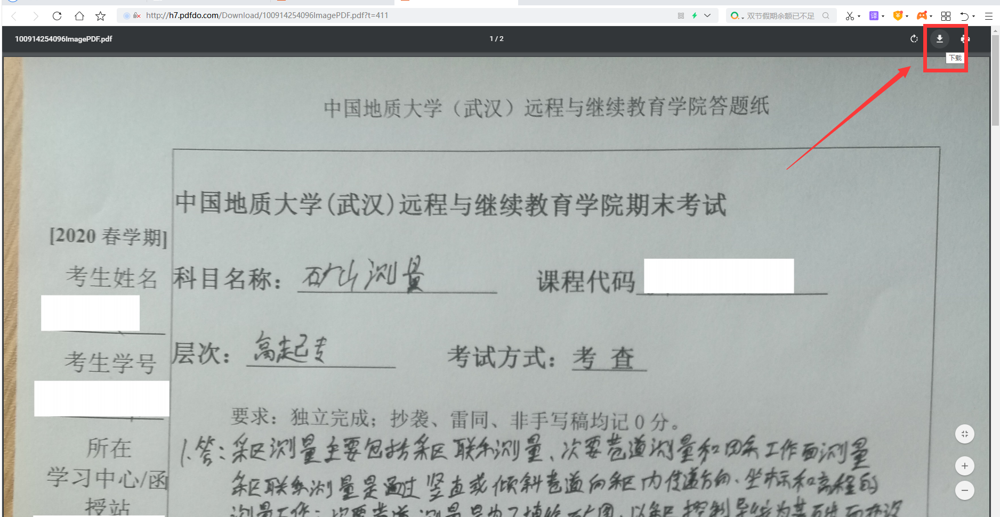 http://h7.pdfdo.com/Download/100914254096ImagePDF.pdf?t=411
双节假期余额已不足
译
100914254096ImagePDF.pdf
1 / 2
下载
中国地质大学（武汉）远程与继续教育学院答题纸
中国地质大学(武汉)远程与继续教育学院期末考试
[2020 春学期]
考生姓名
科目名称：矿山测量
课程代码
考生学号
层次：高起专
考试方式：考 查
要求：独立完成；抄袭、雷同、非手写稿均记 0 分。
所在
学习中心/函
授站
1.答：采区测量主要包括采区联系测量、次要巷道测量和回采工作面测量
采区联系测量是通过竖直或倾斜巷道向采区内传递方向、坐标和高程的
测量工作；次要巷道测量是为了填绘矿图，以采区控制导线为基础而布设